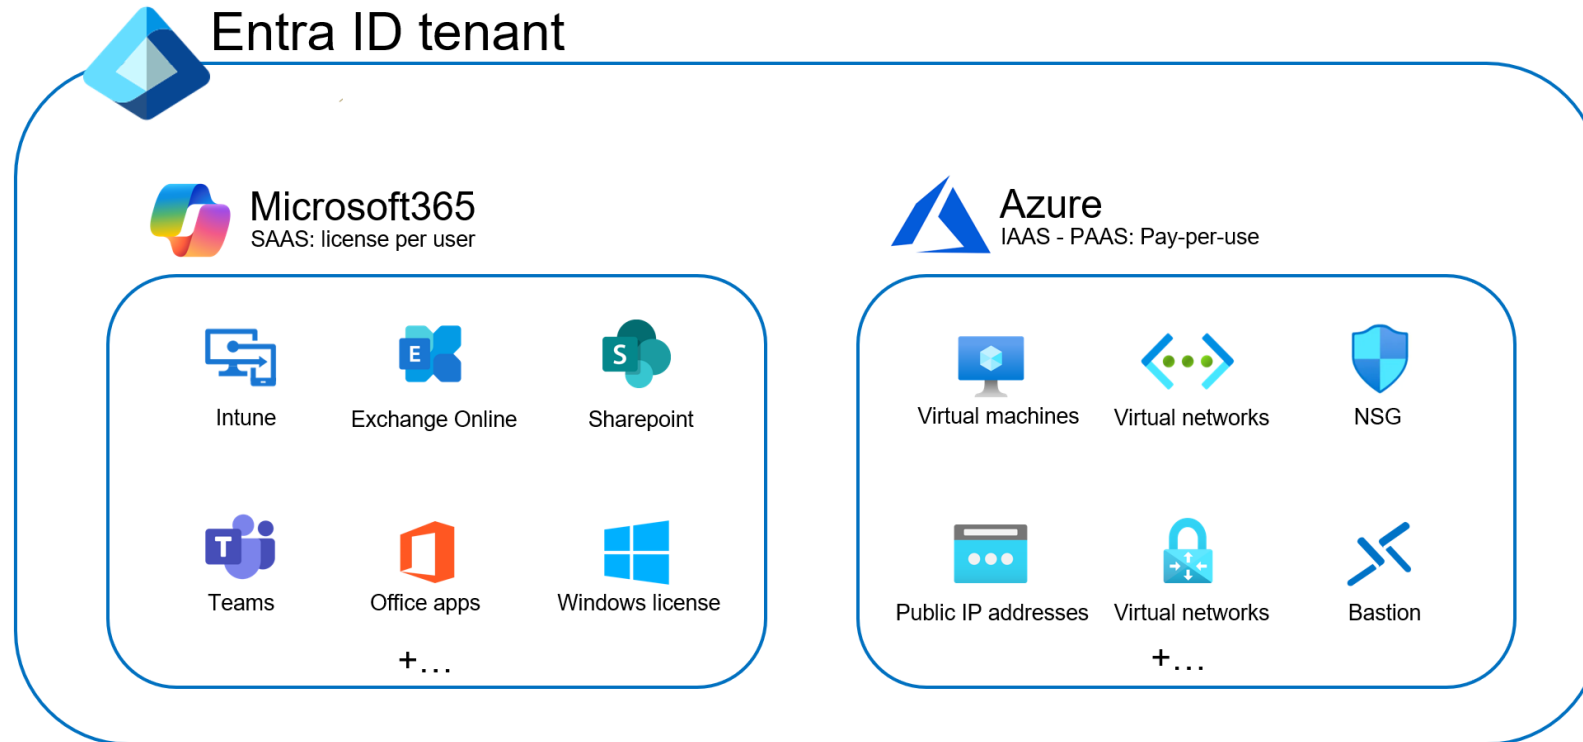 Entra ID tenant
Microsoft365
SAAS: license per user
Azure
IAAS - PAAS: Pay-per-use
E
S
Intune
Exchange Online
Sharepoint
Virtual machines
Virtual networks
NSG
T
Teams
Office apps
Windows license
Public IP addresses
Virtual networks
Bastion
+...
+...